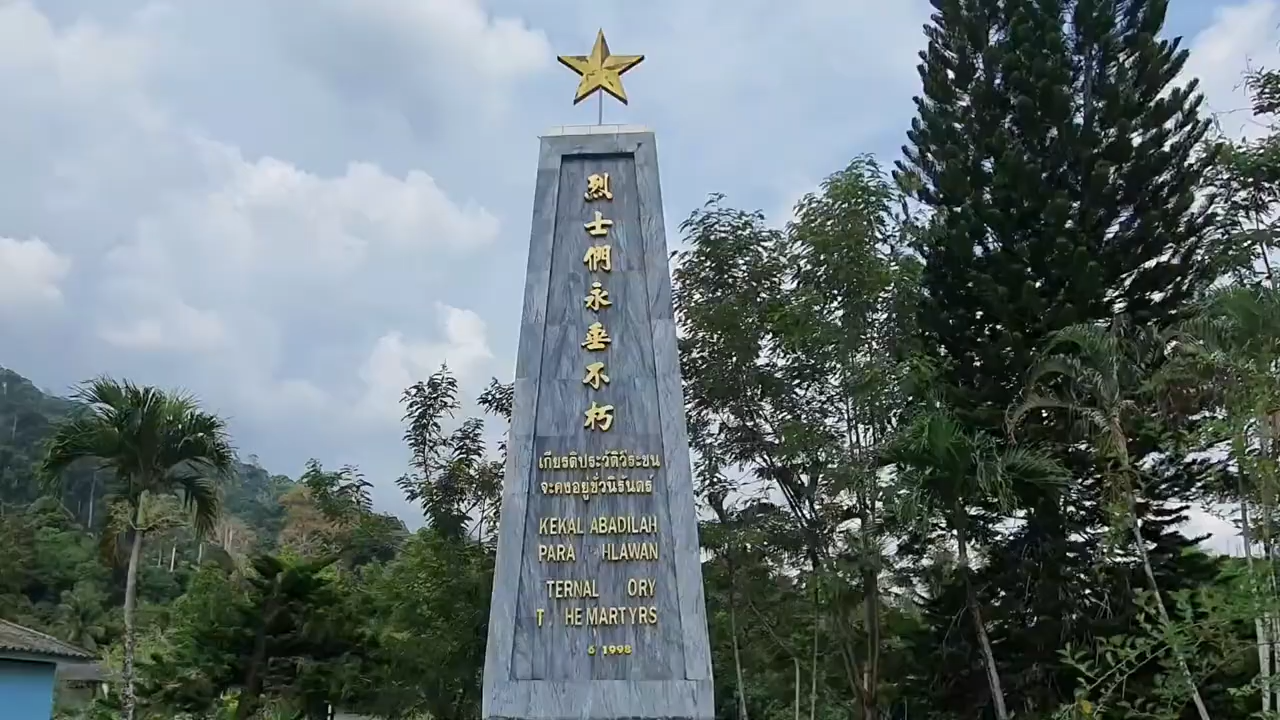 烈士們永垂不朽
เกียรติประวัติวีระชน
จะคงอยู่ชั่วนิรันดร์
KEKAL ABADILAH
PARA HLAWAN
TERNAL ORY
T HE MARTYRS
6 1998